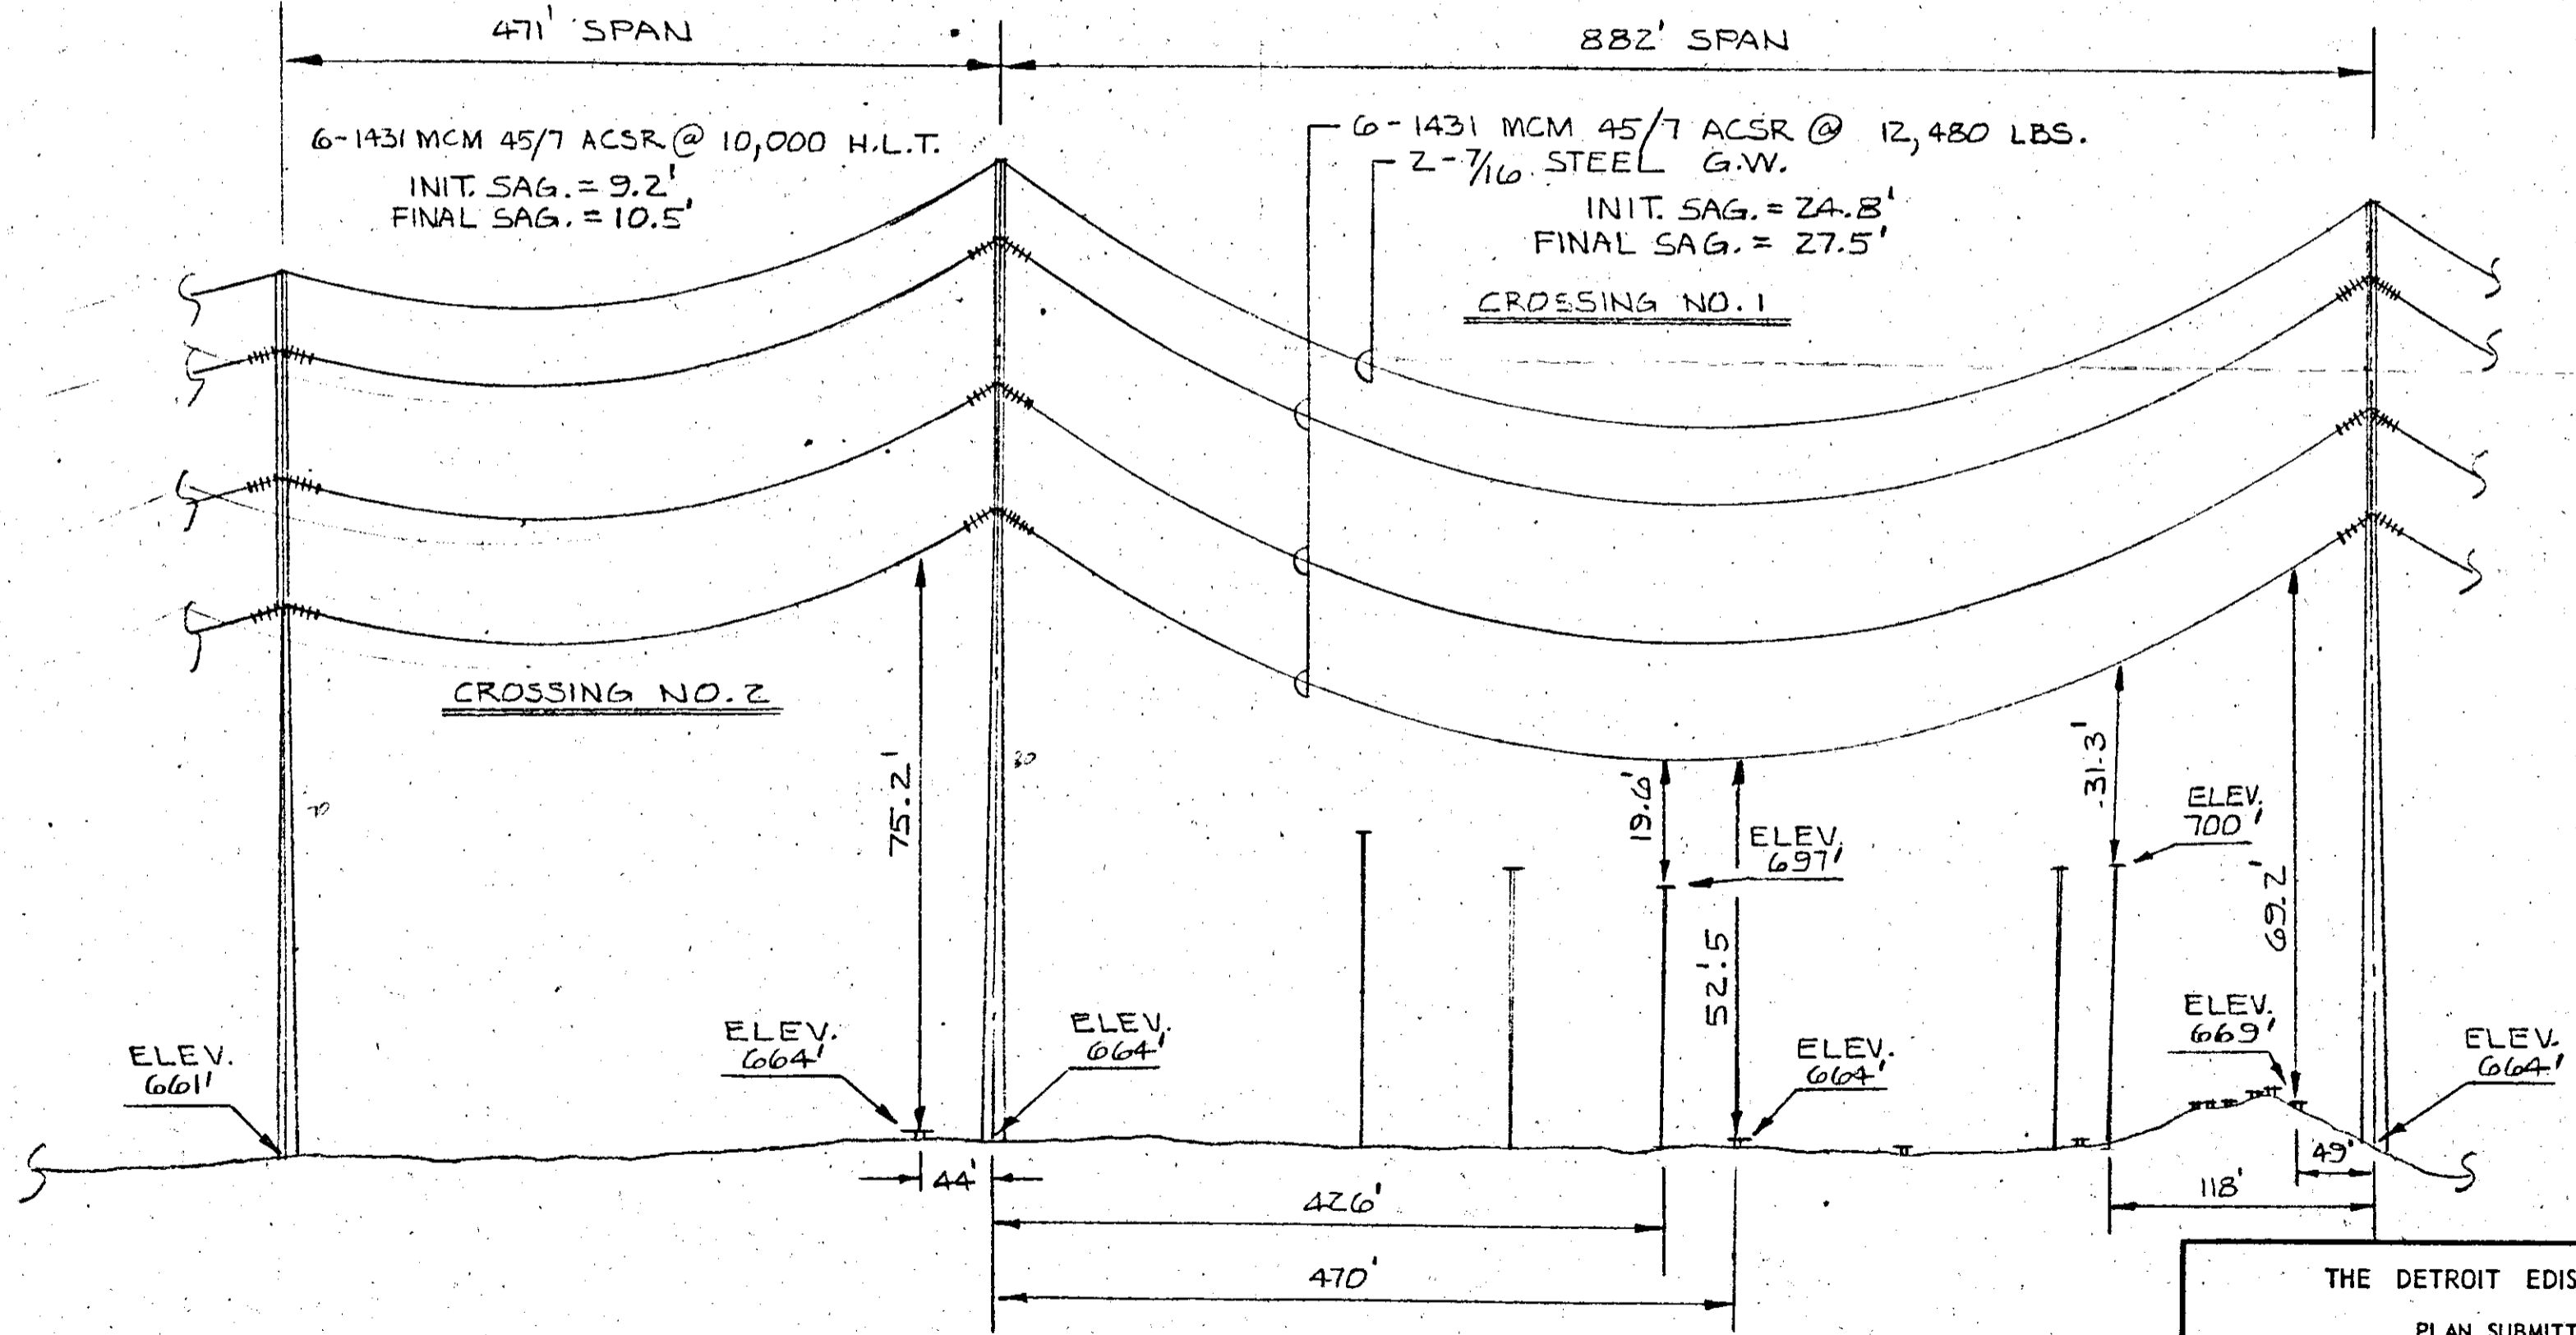 471' SPAN
882' SPAN
6-1431 MCM 45/7 ACSR @ 10,000 H.L.T.
INIT. SAG. = 9.2'
FINAL SAG. = 10.5'
6-1431 MCM 45/7 ACSR @ 12,480 LBS.
2-7/16 STEEL G.W.
INIT. SAG. = 24.8'
FINAL SAG. = 27.5'
CROSSING NO. 1
CROSSING NO. 2
75.2'
19.6'
52.5'
31.3'
69.2'
70
80
ELEV.
697'
ELEV.
700'
ELEV.
661'
ELEV.
664'
ELEV.
664'
ELEV.
664'
ELEV.
669'
ELEV.
664'
44'
426'
470'
118'
49'
THE DETROIT EDIS
PLAN SUBMITT